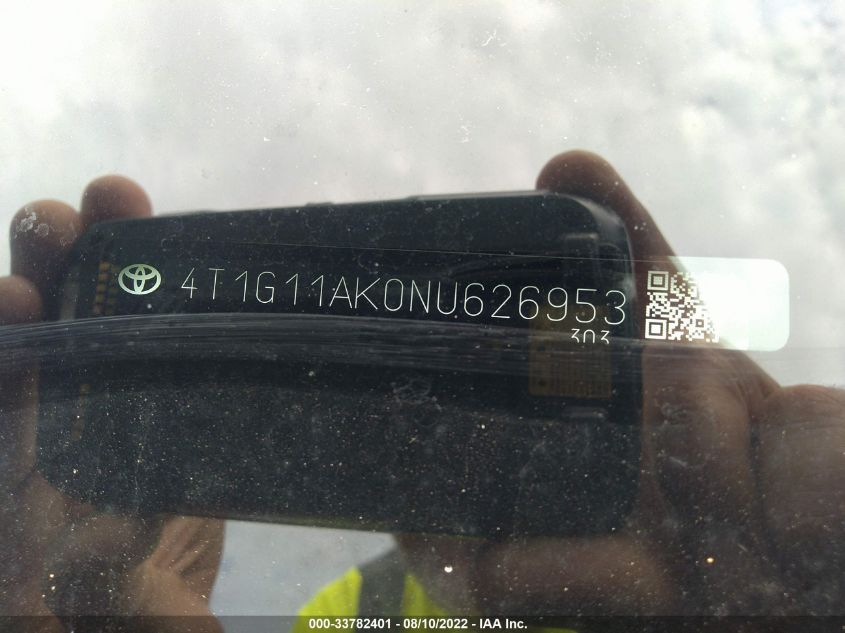 4T1G11AK0NU626953
303
000-33782401 - 08/10/2022 - IAA Inc.